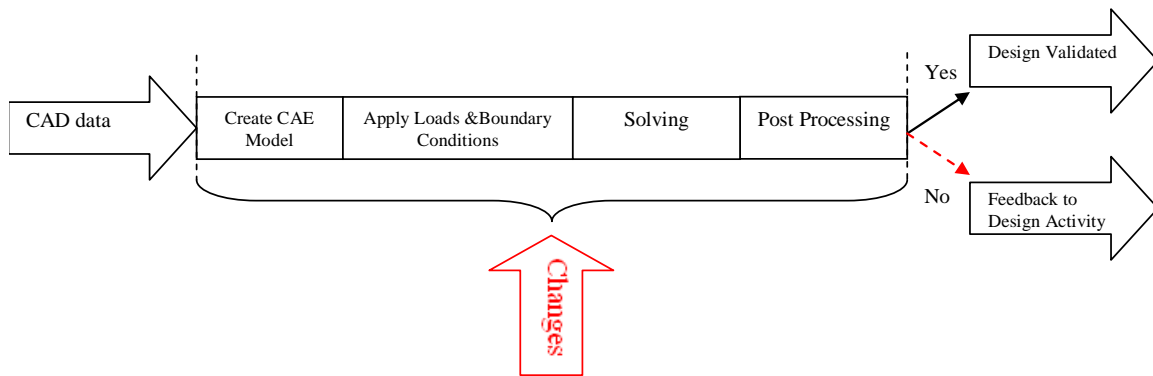 CAD data
Create CAE
Model
Apply Loads &Boundary
Conditions
Solving
Post Processing
Yes
Design Validated
No
Feedback to
Design Activity
Changes